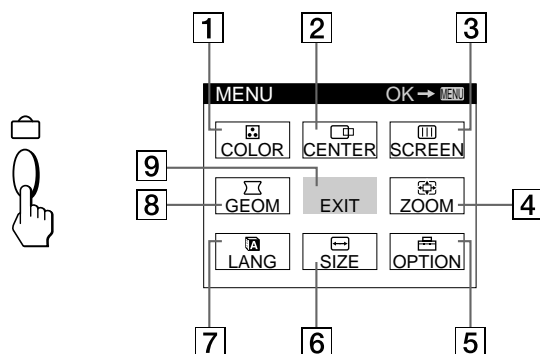 1 2 3
MENU OK → MENU
COLOR CENTER SCREEN
9
8 GEOM EXIT ZOOM 4
LANG SIZE OPTION
7 6 5